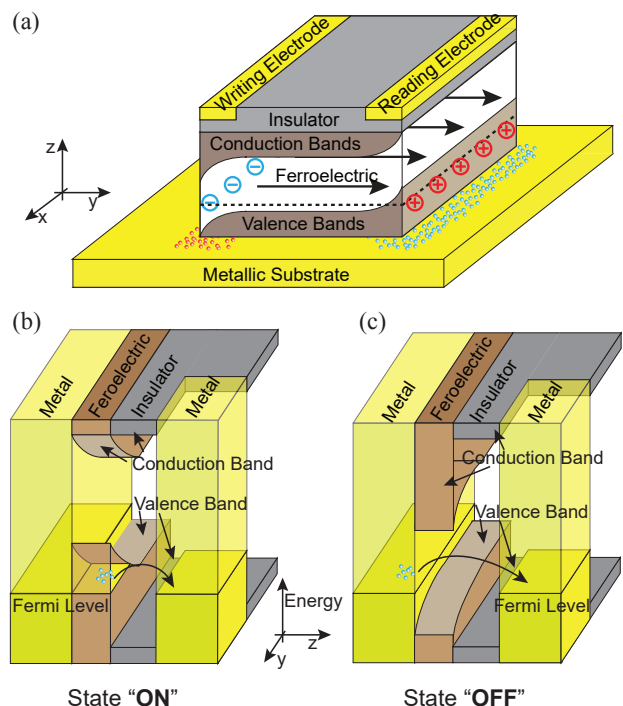 (a)
Writing Electrode
Reading Electrode
Insulator
Conduction Bands
z
y
x
Ferroelectric
Valence Bands
Metallic Substrate
(b)
Metal
Feroelectric
Insulator
Metal
Conduction Band
Valence Band
Fermi Level
Energy
z
y
State “ON”
(c)
Metal
Feroelectric
Insulator
Metal
Conduction Band
Valence Band
Fermi Level
State “OFF”